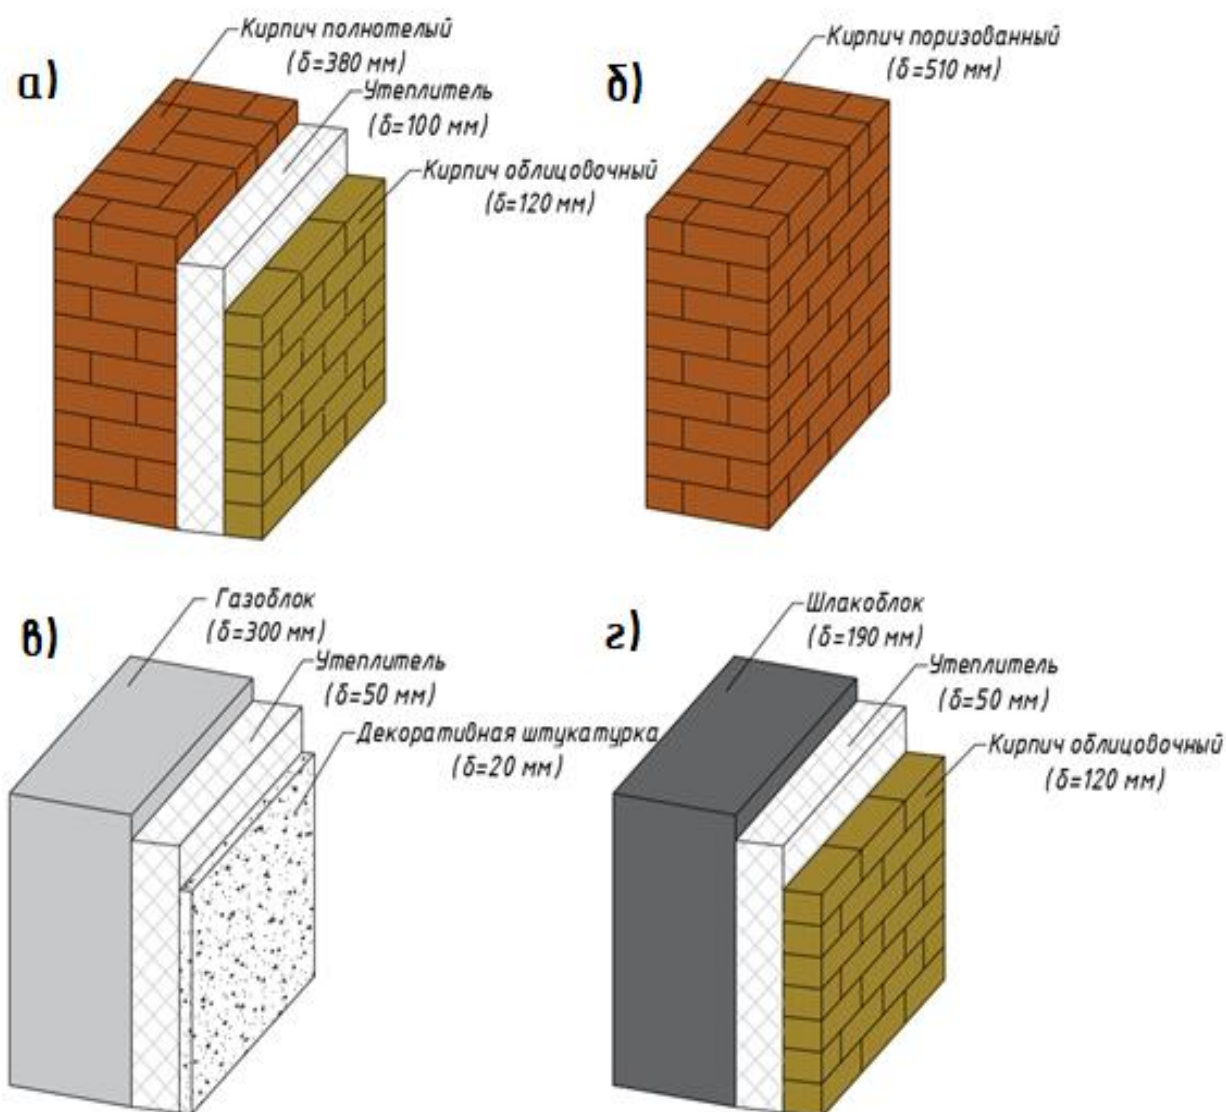 а)
Кирпич полнотелый
(δ=380 мм)
Утеплитель
(δ=100 мм)
Кирпич облицовочный
(δ=120 мм)
б)
Кирпич поризованный
(δ=510 мм)
в)
Газоблок
(δ=300 мм)
Утеплитель
(δ=50 мм)
Декоративная штукатурка
(δ=20 мм)
г)
Шлакоблок
(δ=190 мм)
Утеплитель
(δ=50 мм)
Кирпич облицовочный
(δ=120 мм)